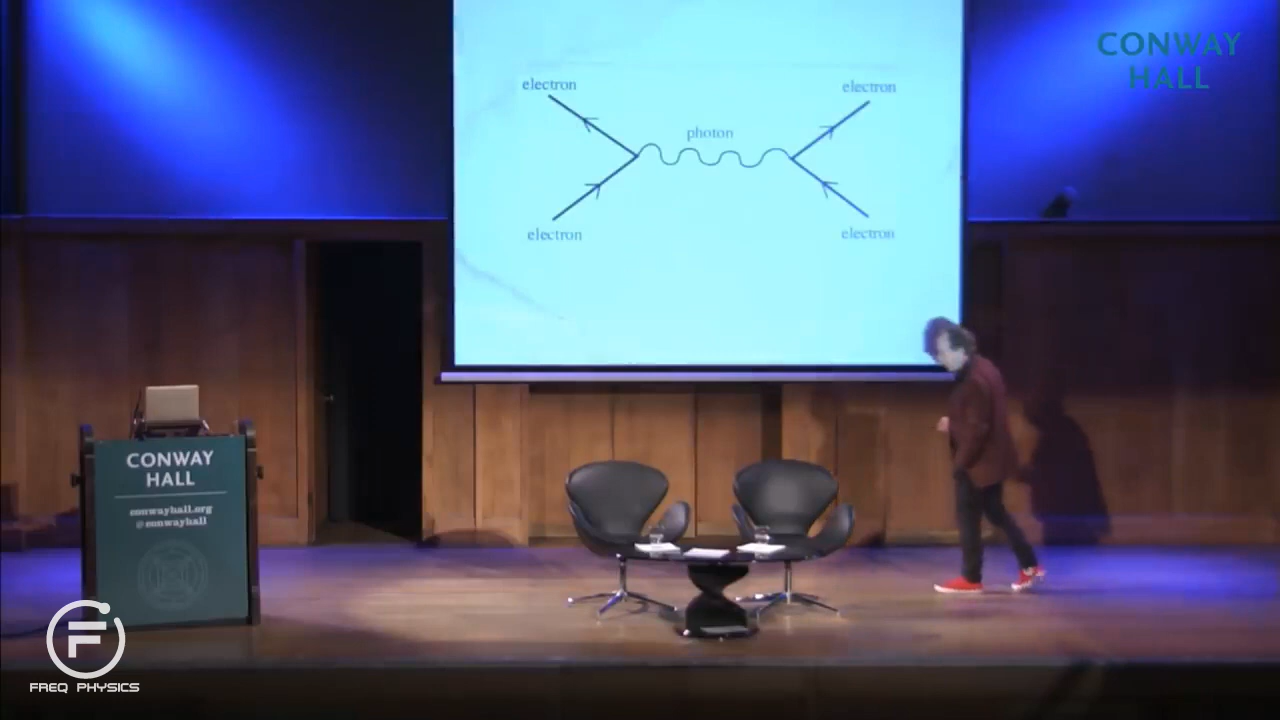 CONWAY
HALL
electron
electron
photon
electron
electron
CONWAY
HALL
conwayhall.org
@conwayhall
F
FREQ PHYSICS